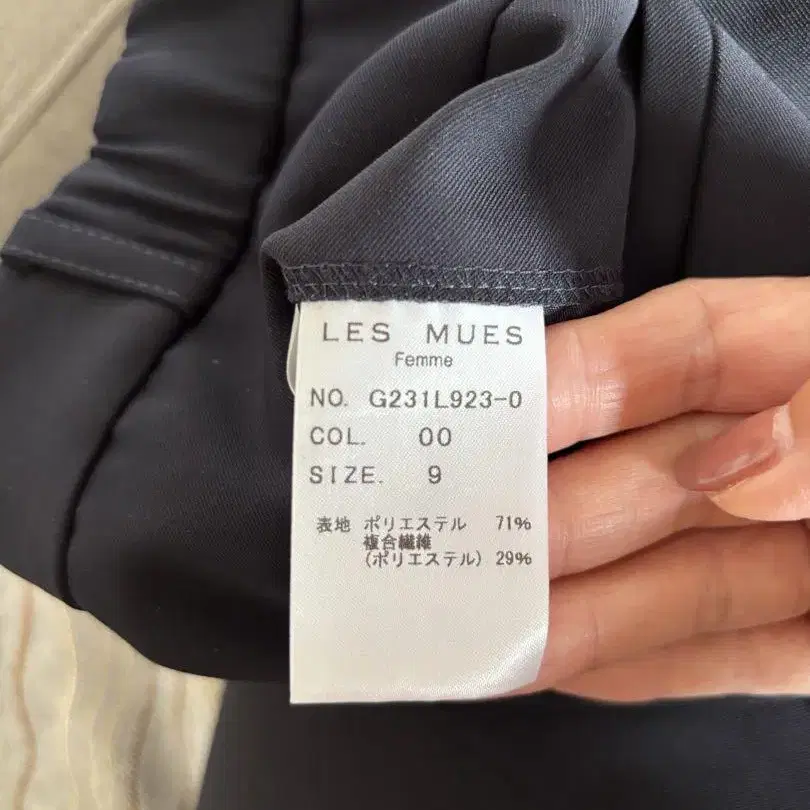 LES MUES
Femme
NO. G231L923-0
COL. 00
SIZE. 9
表地 ポリエステル 71%
複合繊維
(ポリエステル) 29%